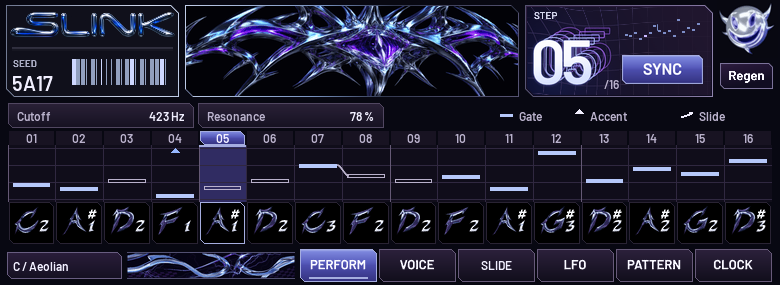 SLINK
STEP
SEED
5A17
05
/16
SYNC
Regen
Cutoff 423 Hz
Resonance 78 %
Gate
Accent
Slide
01 02 03 04 05 06 07 08 09 10 11 12 13 14 15 16
C2 A#1 D2 F1 A#1 D2 C3 F2 D2 F2 A#1 G#3 D#2 A#2 G2 D#3
C / Aeolian
PERFORM
VOICE
SLIDE
LFO
PATTERN
CLOCK